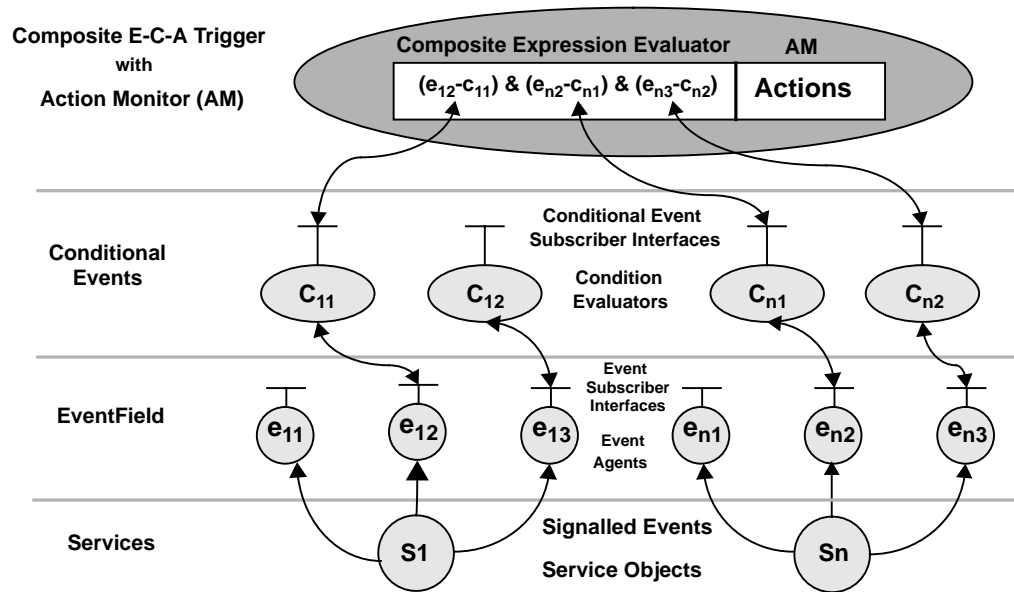 Composite E-C-A Trigger
with
Action Monitor (AM)
Composite Expression Evaluator
AM
(e12-c11) & (en2-cn1) & (en3-cn2)
Actions
Conditional
Events
Conditional Event
Subscriber Interfaces
Condition
Evaluators
C11
C12
Cn1
Cn2
EventField
Event
Subscriber
Interfaces
Event
Agents
e11
e12
e13
en1
en2
en3
Services
S1
Signalled Events
Service Objects
Sn